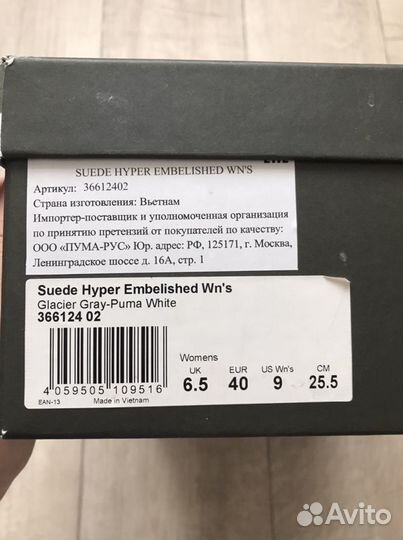 SUEDE HYPER EMBELISHED WN'S
Артикул: 36612402
Страна изготовления: Вьетнам
Импортер-поставщик и уполномоченная организация
по принятию претензий от покупателей по качеству:
ООО «ПУМА-РУС» Юр. адрес: РФ, 125171, г. Москва,
Ленинградское шоссе д. 16А, стр. 1
Suede Hyper Embelished Wn's
Glacier Gray-Puma White
366124 02
Womens
UK EUR US Wn's CM
6.5 40 9 25.5
4 059505 109516
EAN-13 Made in Vietnam
Avito